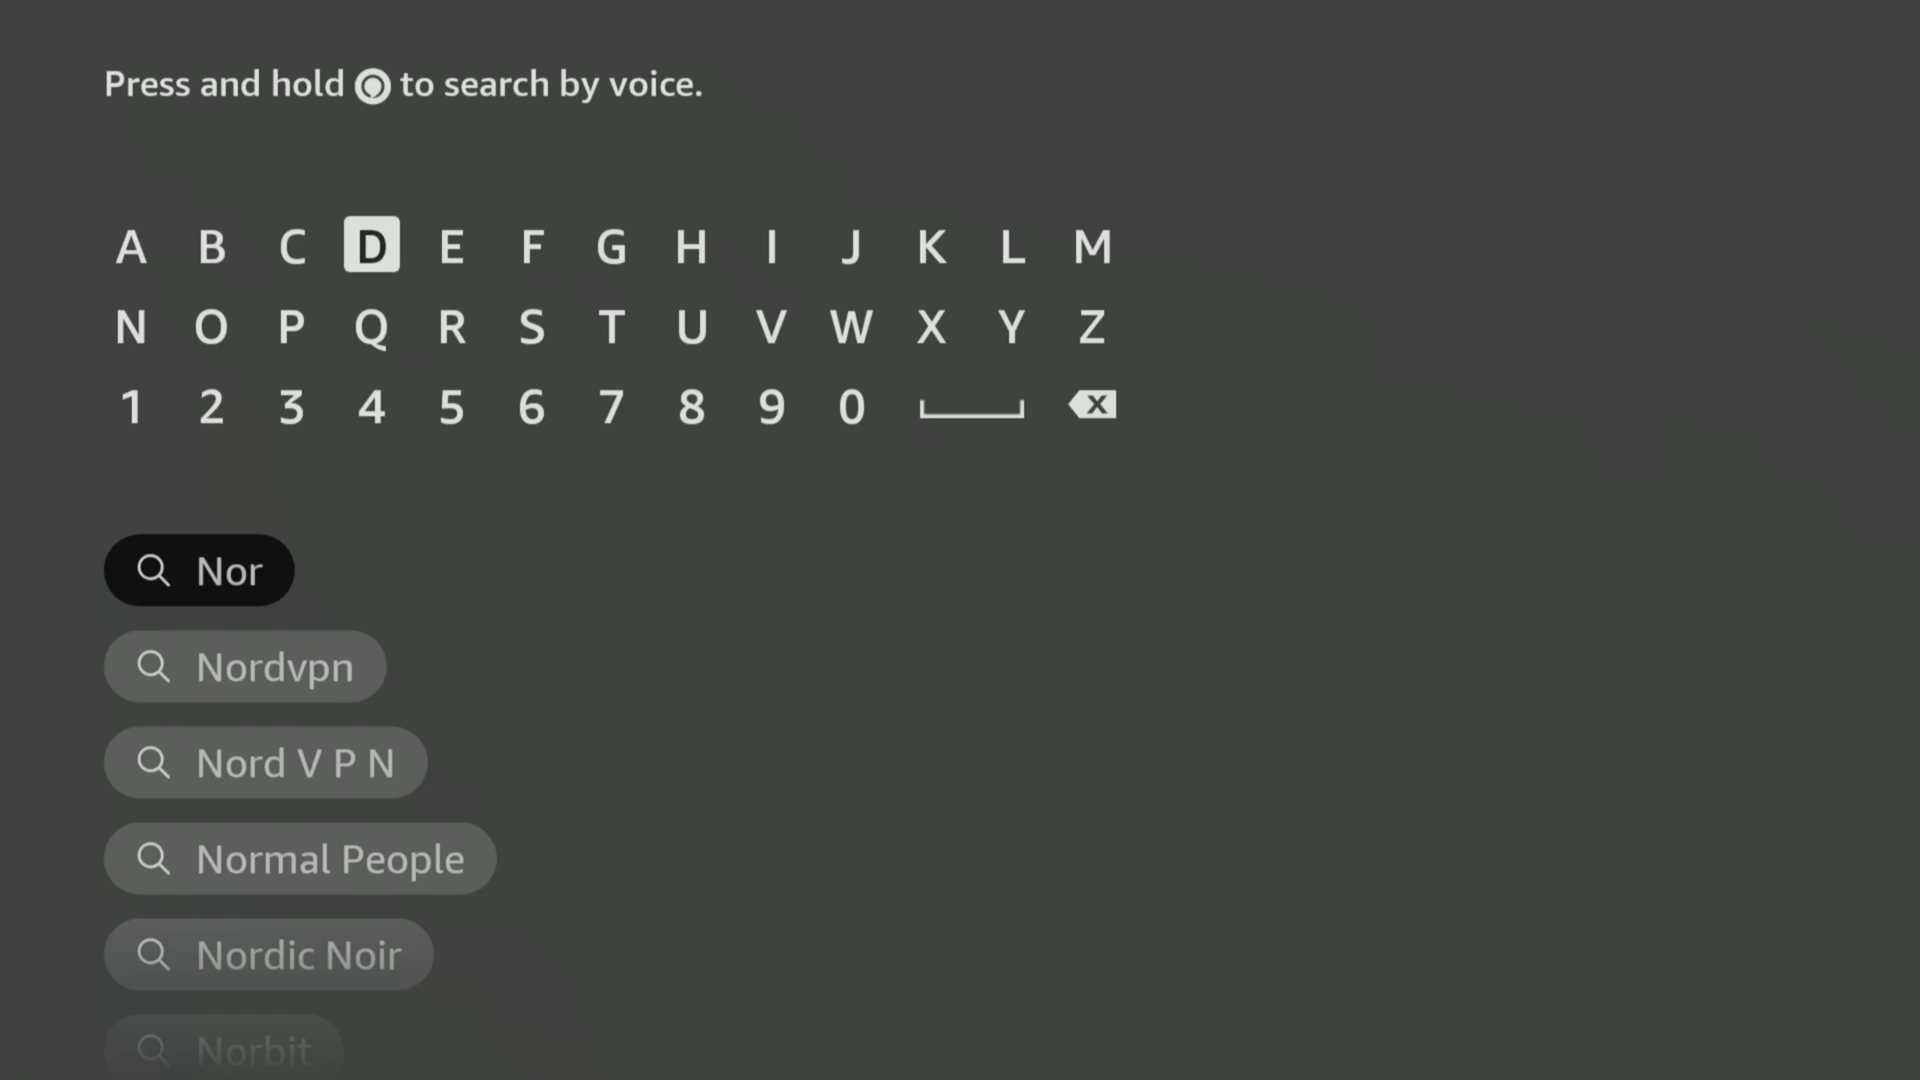 Press and hold to search by voice.
A B C D E F G H I J K L M
N O P Q R S T U V W X Y Z
1 2 3 4 5 6 7 8 9 0
Nor
Nordvpn
Nord V P N
Normal People
Nordic Noir
Norbit